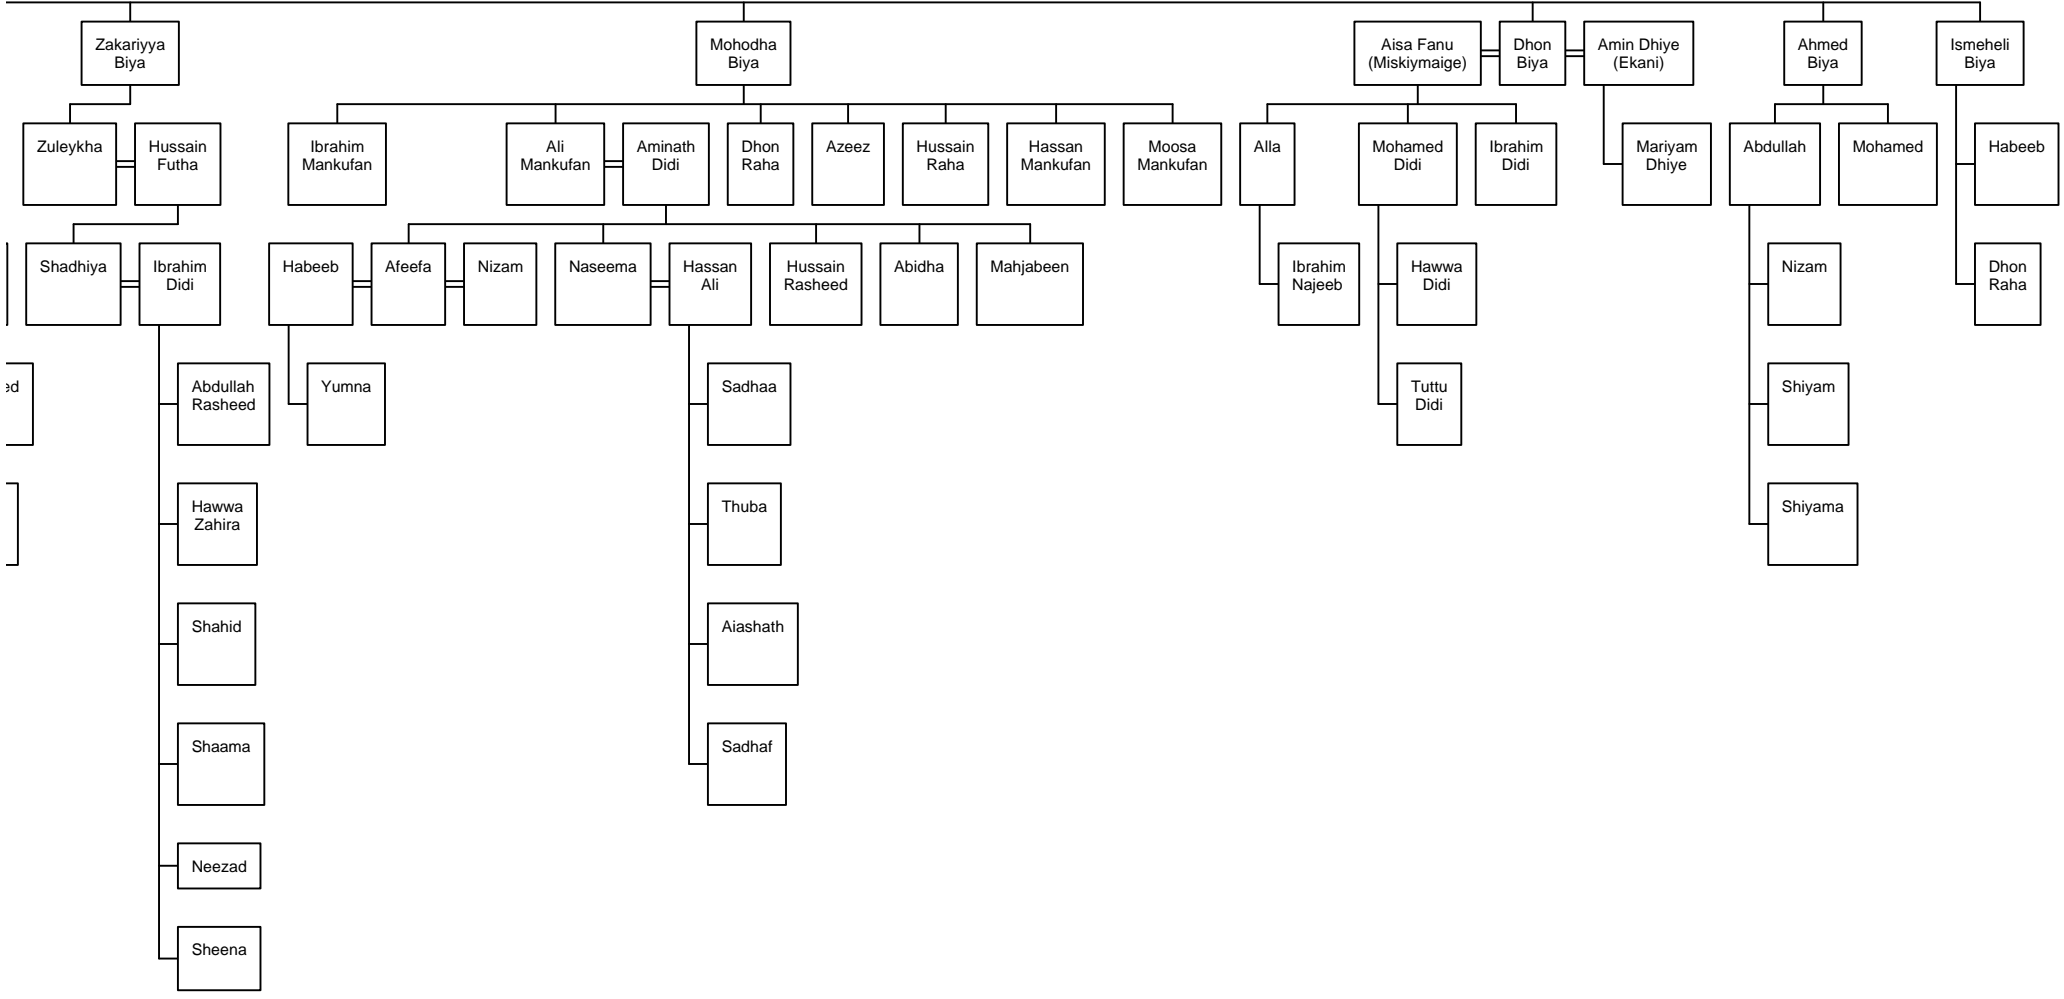 Zakariyya
Biya
Mohodha
Biya
Aisa Fanu
(Miskiymaige)
Dhon
Biya
Amin Dhiye
(Ekani)
Ahmed
Biya
Ismeheli
Biya
Zuleykha
Hussain
Futha
Ibrahim
Mankufan
Ali
Mankufan
Aminath
Didi
Dhon
Raha
Azeez
Hussain
Raha
Hassan
Mankufan
Moosa
Mankufan
Alla
Mohamed
Didi
Ibrahim
Didi
Mariyam
Dhiye
Abdullah
Mohamed
Habeeb
Shadhiya
Ibrahim
Didi
Habeeb
Afeefa
Nizam
Naseema
Hassan
Ali
Hussain
Rasheed
Abidha
Mahjabeen
Ibrahim
Najeeb
Hawwa
Didi
Nizam
Dhon
Raha
ed
Abdullah
Rasheed
Yumna
Sadhaa
Tuttu
Didi
Shiyam
Hawwa
Zahira
Thuba
Shiyama
Shahid
Aiashath
Shaama
Sadhaf
Neezad
Sheena